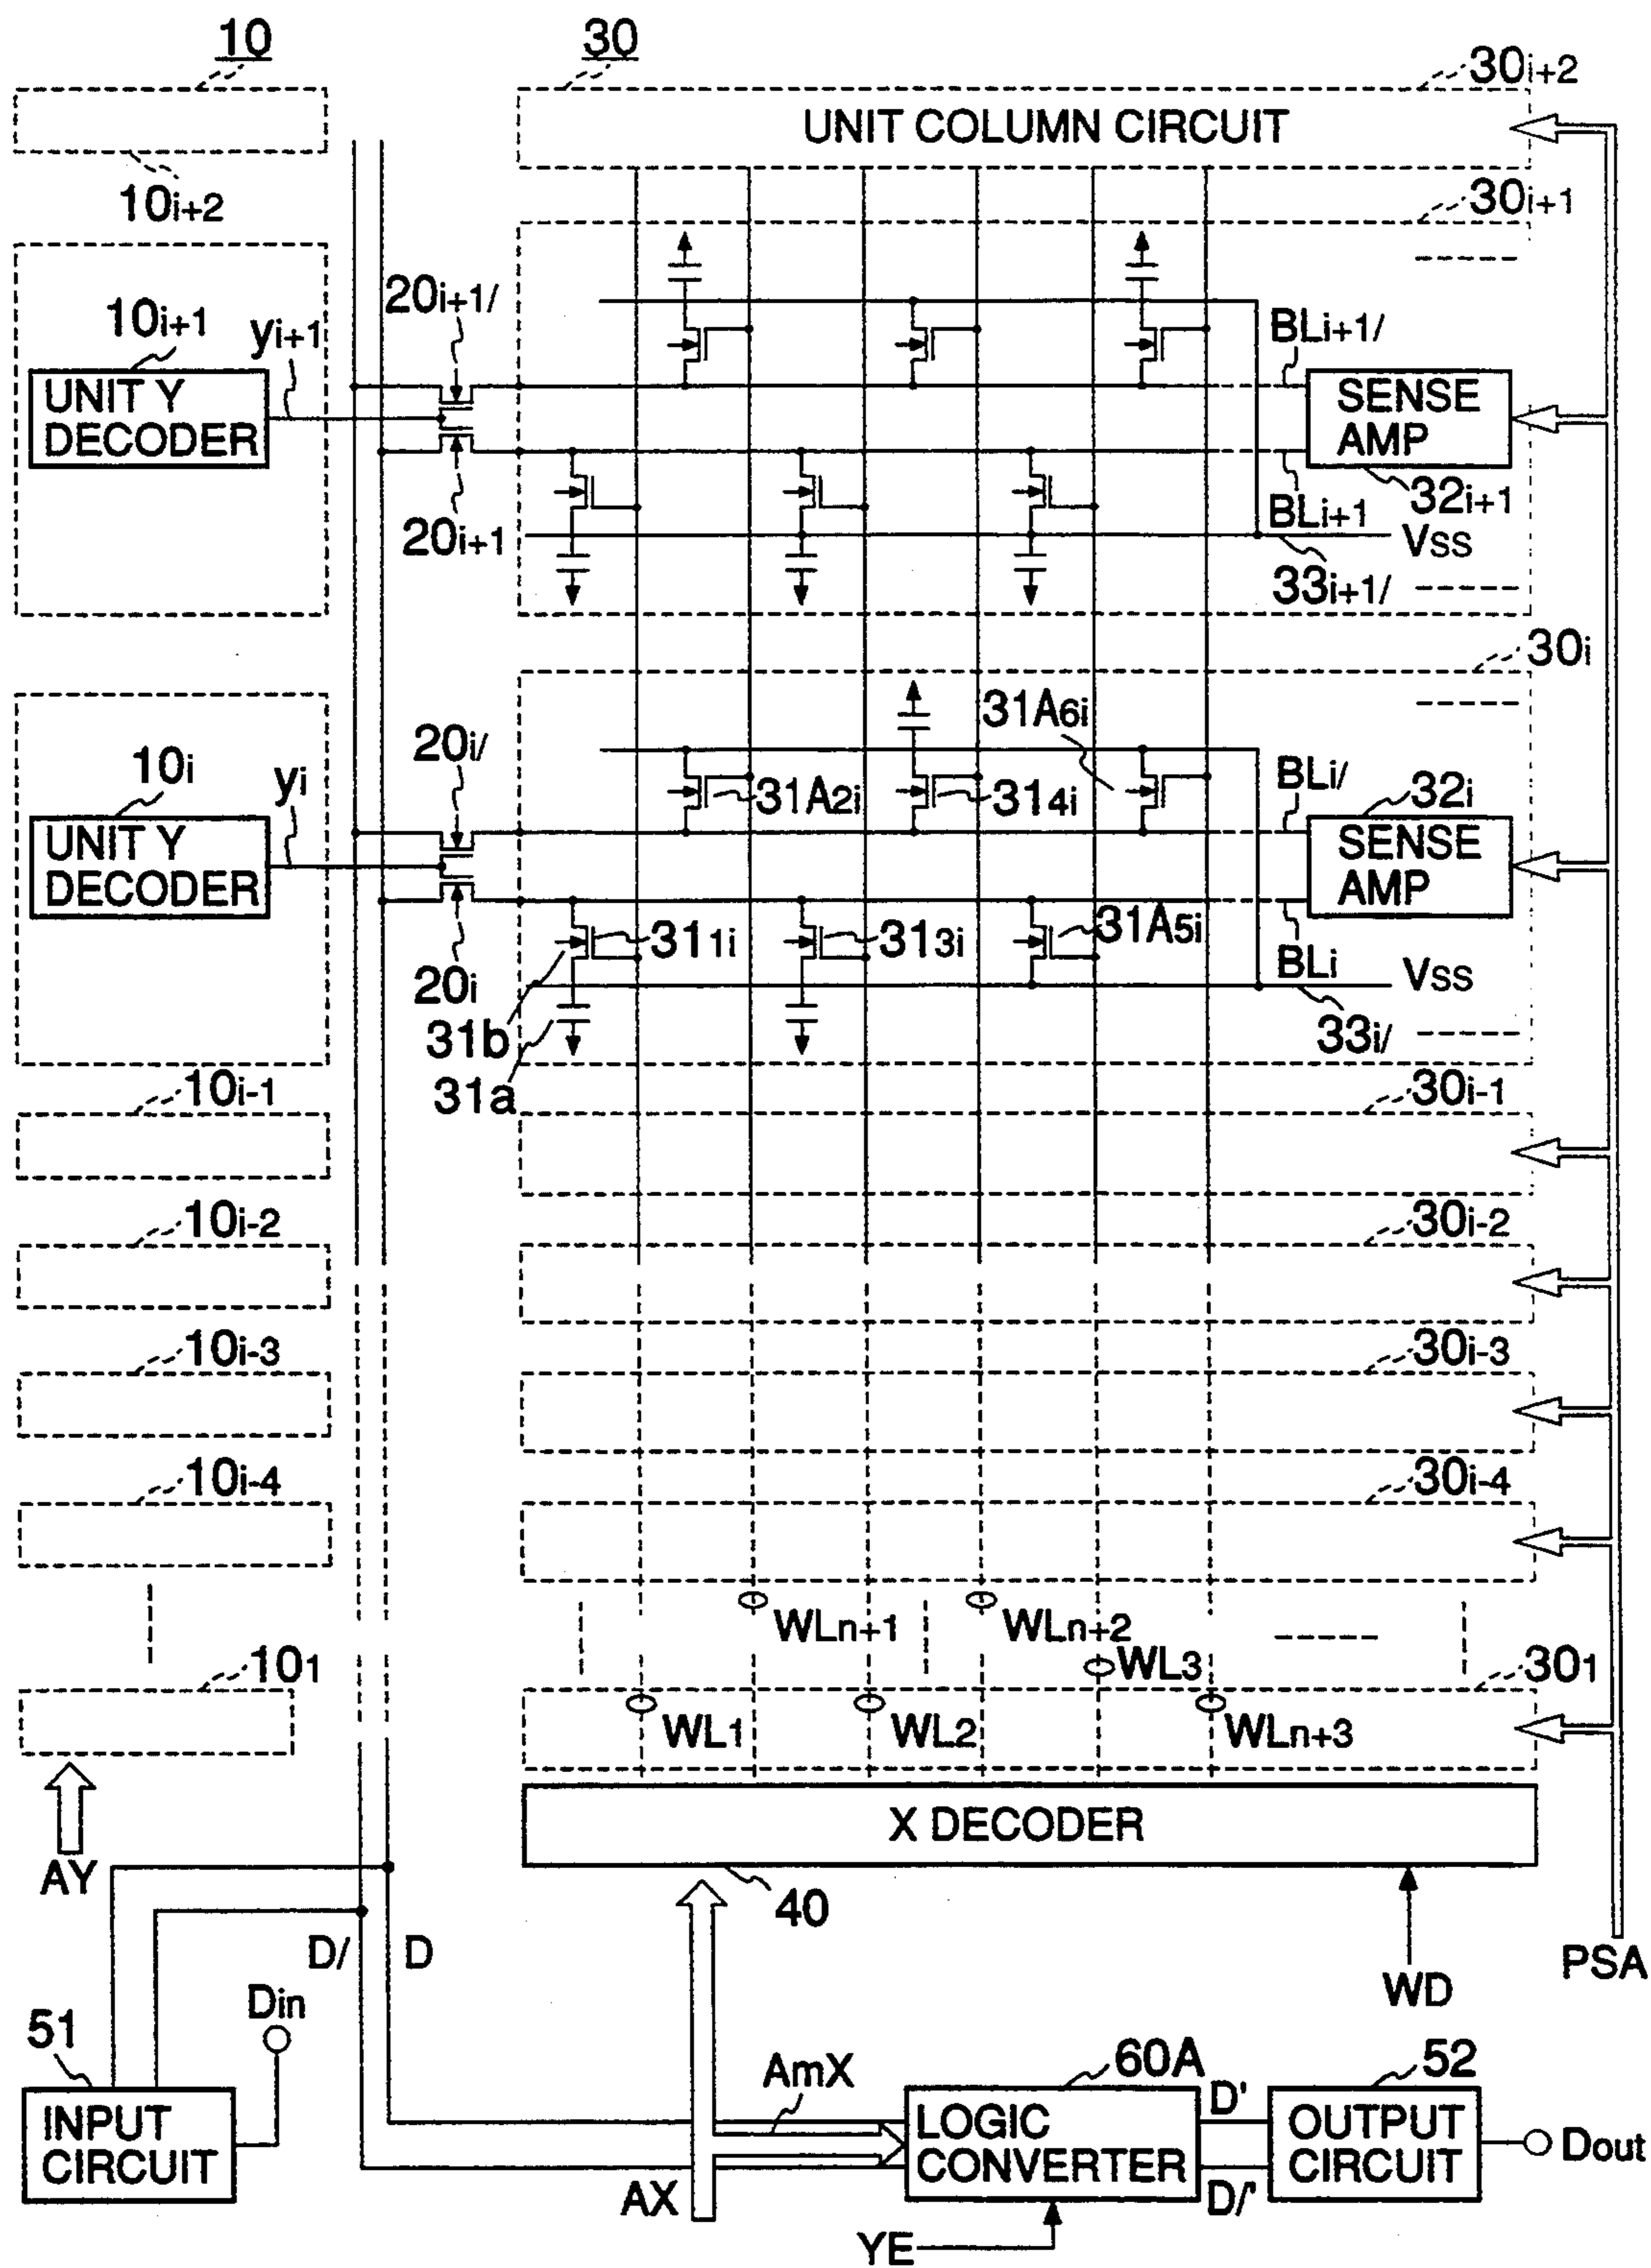 10
30
30i+2
UNIT COLUMN CIRCUIT
10i+2
30i+1
10i+1
yi+1
20i+1/
BLi+1/
UNIT Y
DECODER
SENSE
AMP
20i+1
32i+1
BLi+1
VSS
33i+1/
30i
10i
yi
20i/
31A2i
314i
31A6i
BLi/
32i
UNIT Y
DECODER
SENSE
AMP
20i
311i
313i
31A5i
BLi
VSS
31b
31a
33i/
10i-1
30i-1
10i-2
30i-2
10i-3
30i-3
10i-4
30i-4
WLn+1
WLn+2
WL3
101
301
WL1
WL2
WLn+3
X DECODER
AY
40
D/
D
WD
PSA
51
Din
INPUT
CIRCUIT
AmX
AX
60A
LOGIC
CONVERTER
D'
D/'
52
OUTPUT
CIRCUIT
Dout
YE